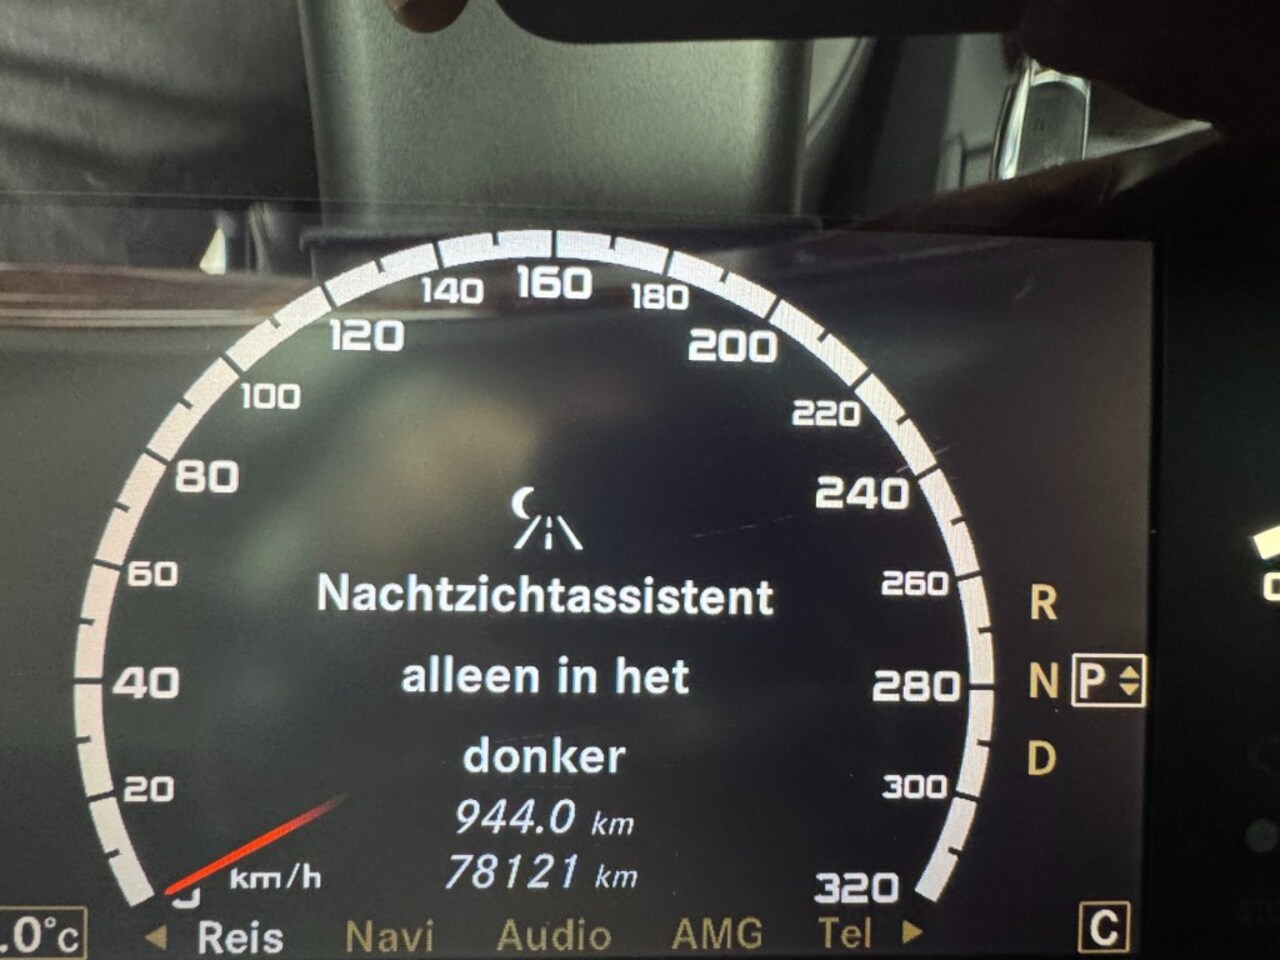 160
140
180
120
200
100
220
80
240
60
260
40
280
20
300
320
Nachtzichtassistent
alleen in het
donker
944.0 km
78121 km
km/h
R
N P
D
.0°C
Reis Navi Audio AMG Tel
C